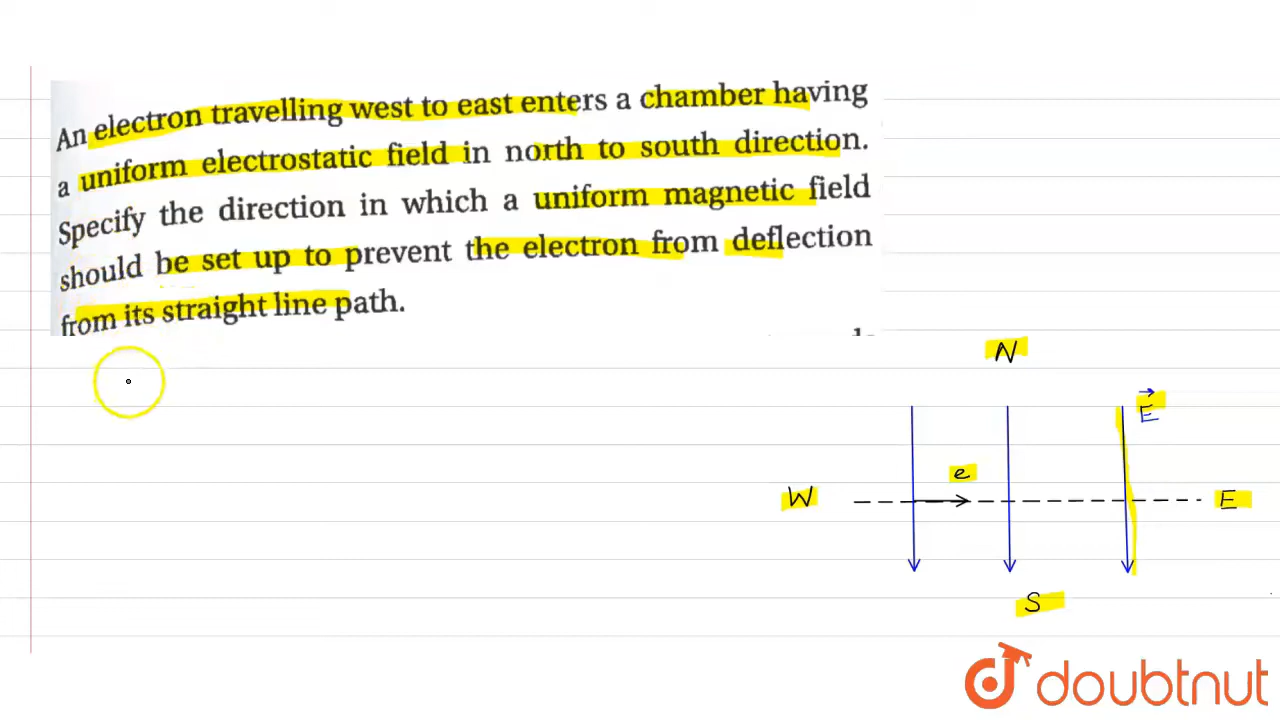 An electron travelling west to east enters a chamber having
a uniform electrostatic field in north to south direction.
Specify the direction in which a uniform magnetic field
should be set up to prevent the electron from deflection
from its straight line path.
N
E
e
W
E
S
doubtnut